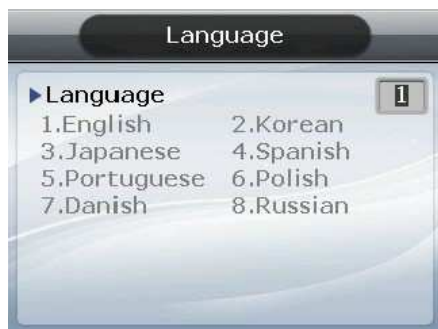 Language
▶Language 1
1.English 2.Korean
3.Japanese 4.Spanish
5.Portuguese 6.Polish
7.Danish 8.Russian